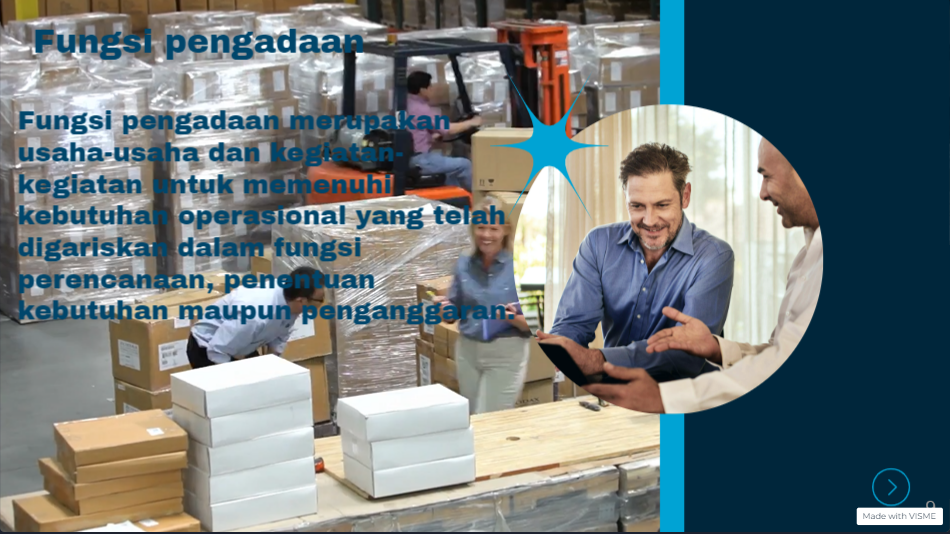 Fungsi pengadaan
Fungsi pengadaan merupakan
usaha-usaha dan kegiatan-
kegiatan untuk memenuhi
kebutuhan operasional yang telah
digariskan dalam fungsi
perencanaan, penentuan
kebutuhan maupun penganggaran.
Made with VISME